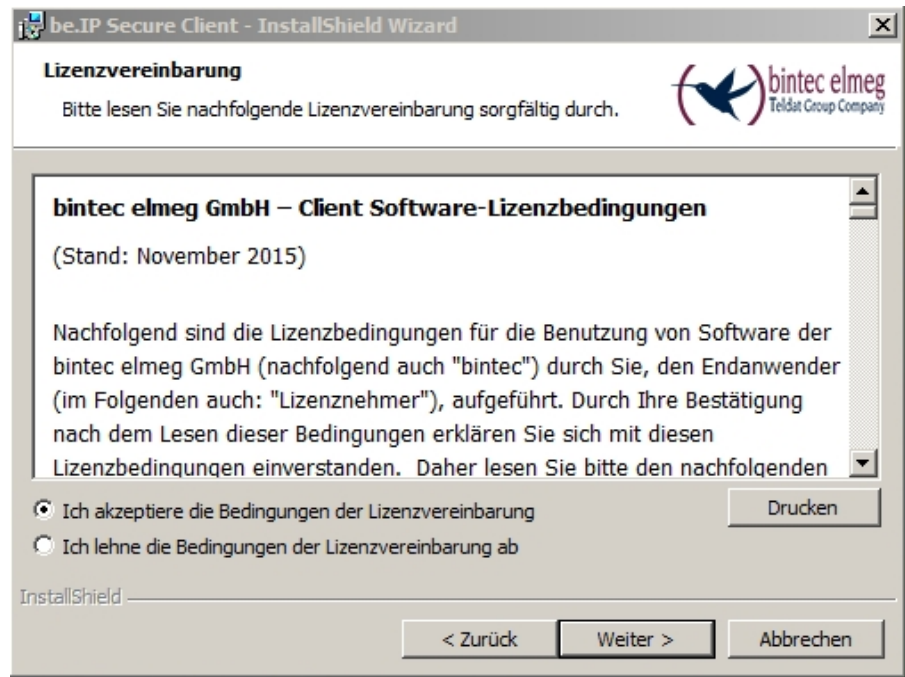 be.IP Secure Client - InstallShield Wizard
Lizenzvereinbarung
Bitte lesen Sie nachfolgende Lizenzvereinbarung sorgfältig durch.
bintec elmeg
Teldat Group Company
bintec elmeg GmbH – Client Software-Lizenzbedingungen
(Stand: November 2015)
Nachfolgend sind die Lizenzbedingungen für die Benutzung von Software der
bintec elmeg GmbH (nachfolgend auch "bintec") durch Sie, den Endanwender
(im Folgenden auch: "Lizenznehmer"), aufgeführt. Durch Ihre Bestätigung
nach dem Lesen dieser Bedingungen erklären Sie sich mit diesen
Lizenzbedingungen einverstanden.  Daher lesen Sie bitte den nachfolgenden
Ich akzeptiere die Bedingungen der Lizenzvereinbarung
Drucken
Ich lehne die Bedingungen der Lizenzvereinbarung ab
InstallShield
< Zurück
Weiter >
Abbrechen